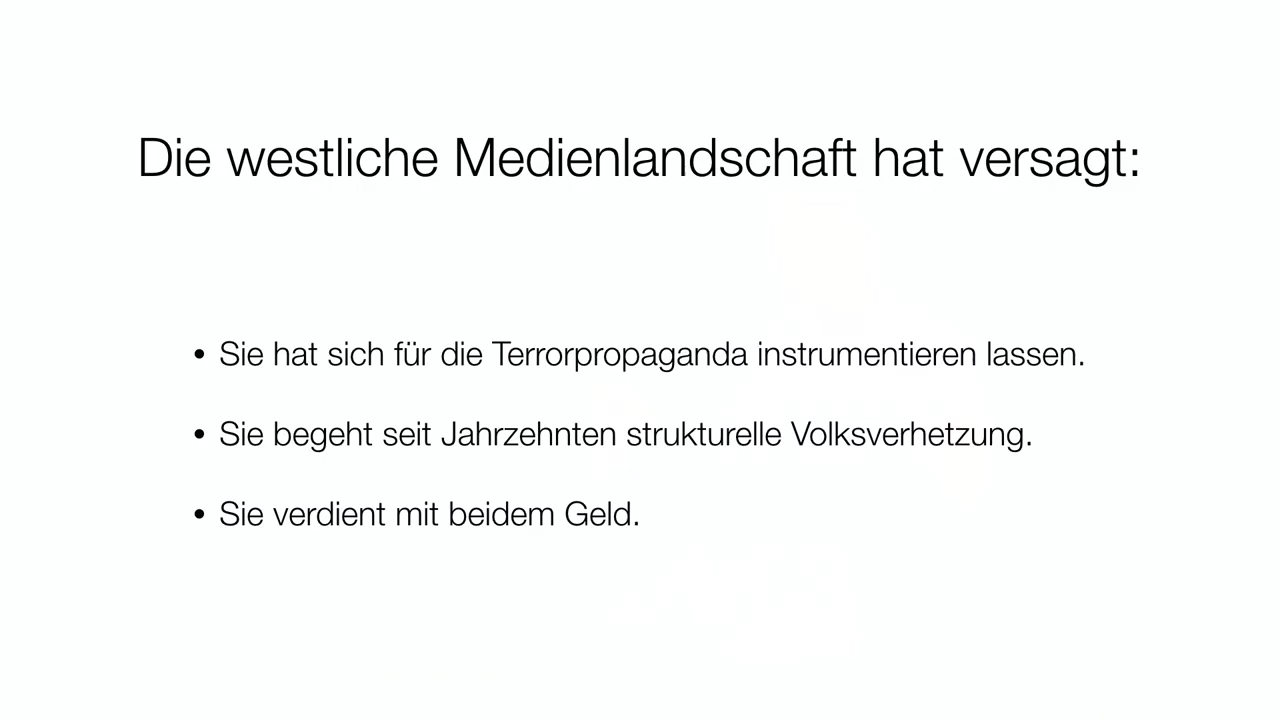 Die westliche Medienlandschaft hat versagt:
• Sie hat sich für die Terrorpropaganda instrumentieren lassen.
• Sie begeht seit Jahrzehnten strukturelle Volksverhetzung.
• Sie verdient mit beidem Geld.